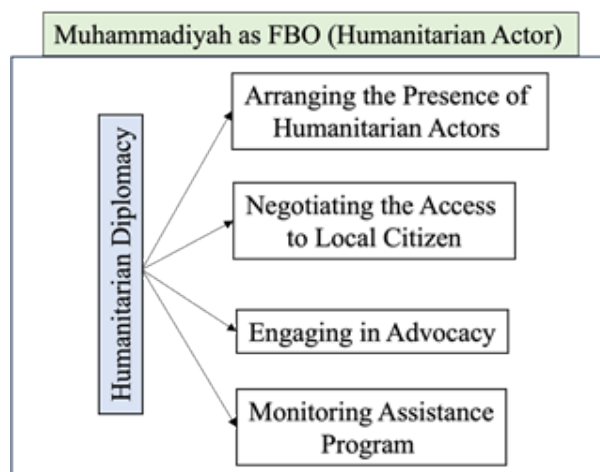 Muhammadiyah as FBO (Humanitarian Actor)
Humanitarian Diplomacy
Arranging the Presence of
Humanitarian Actors
Negotiating the Access
to Local Citizen
Engaging in Advocacy
Monitoring Assistance
Program